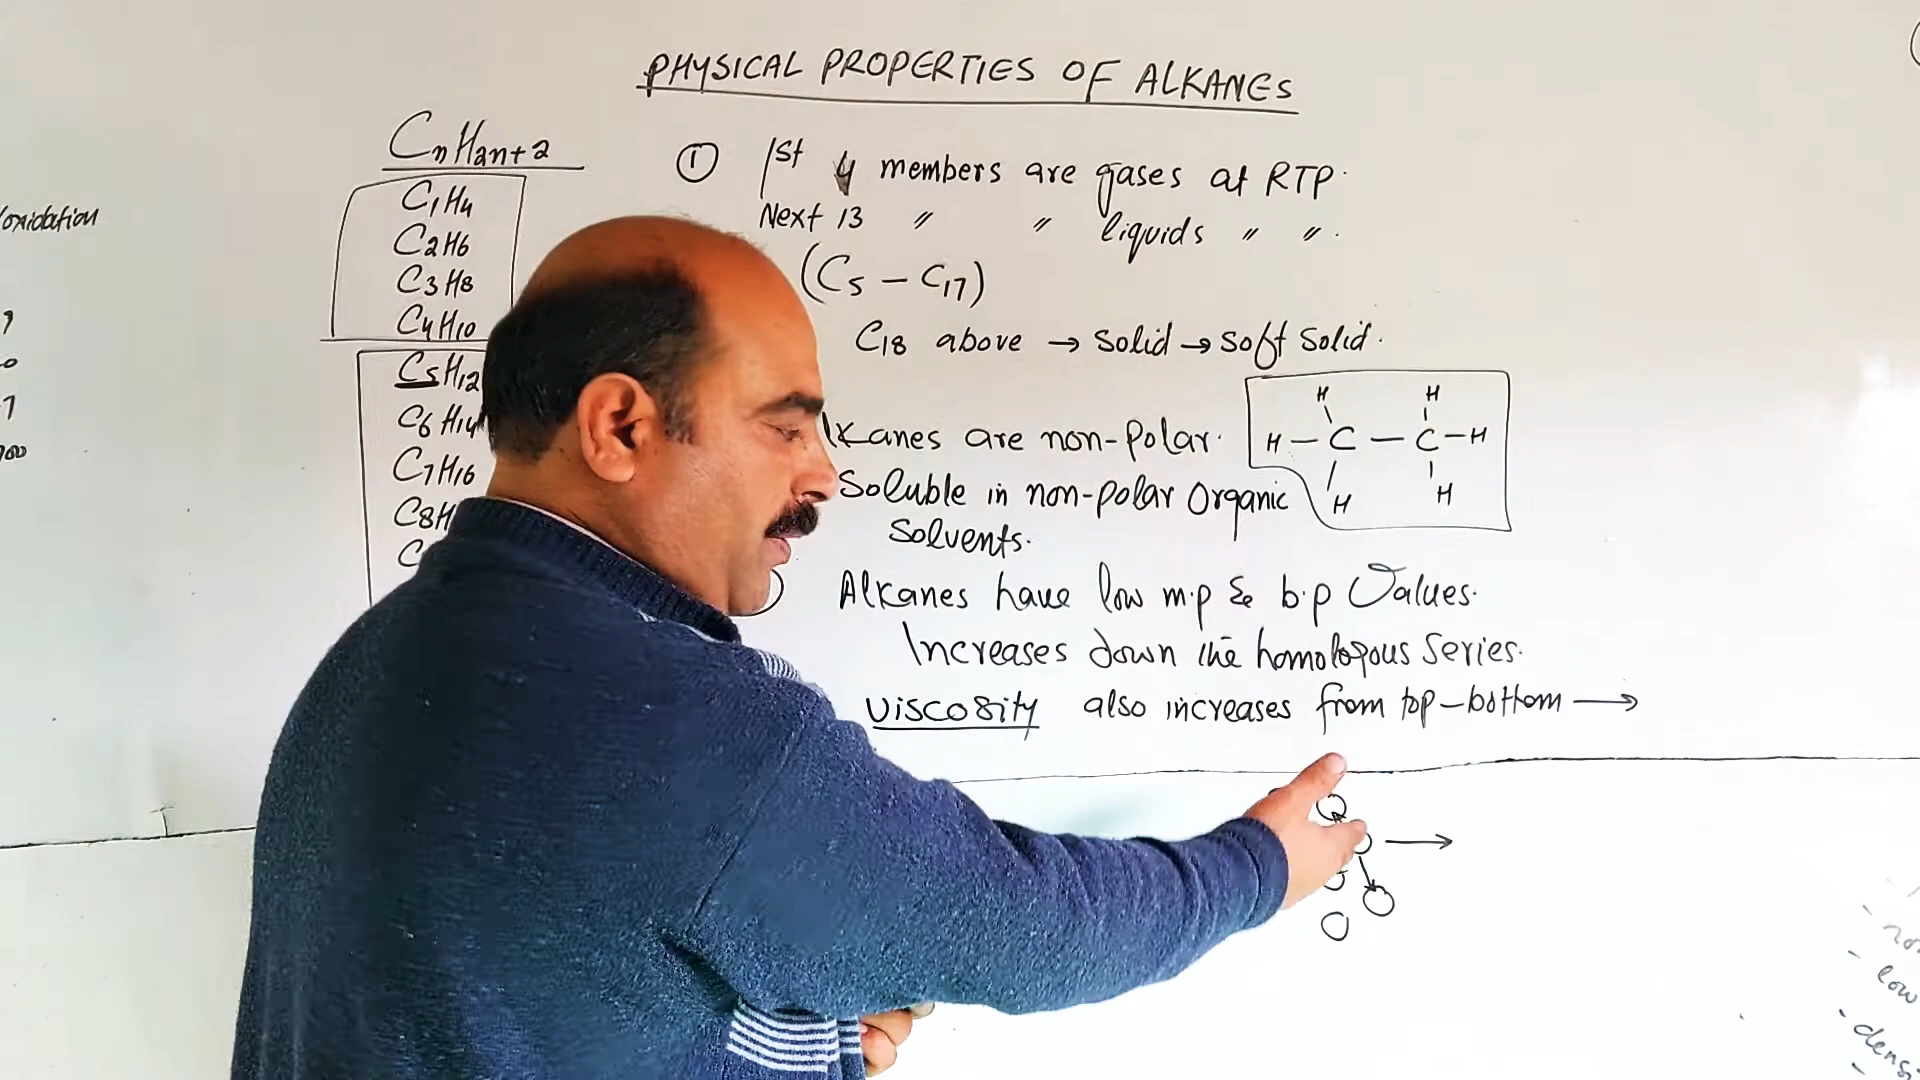 PHYSICAL PROPERTIES OF ALKANES
CnH2n+2
C1H4
C2H6
C3H8
C4H10
C5H12
C6H14
C7H16
C8H
C
oxidation
① 1st 4 members are gases at RTP.
Next 13 〃 〃 liquids 〃 〃.
(C5 – C17)
C18 above → Solid → Soft Solid.
lkanes are non-polar.
Soluble in non-polar Organic
Solvents.
H H
H – C – C – H
H H
Alkanes have low m.p & b.p Values.
Increases down the homologous Series.
Viscosity also increases from top-bottom →
low